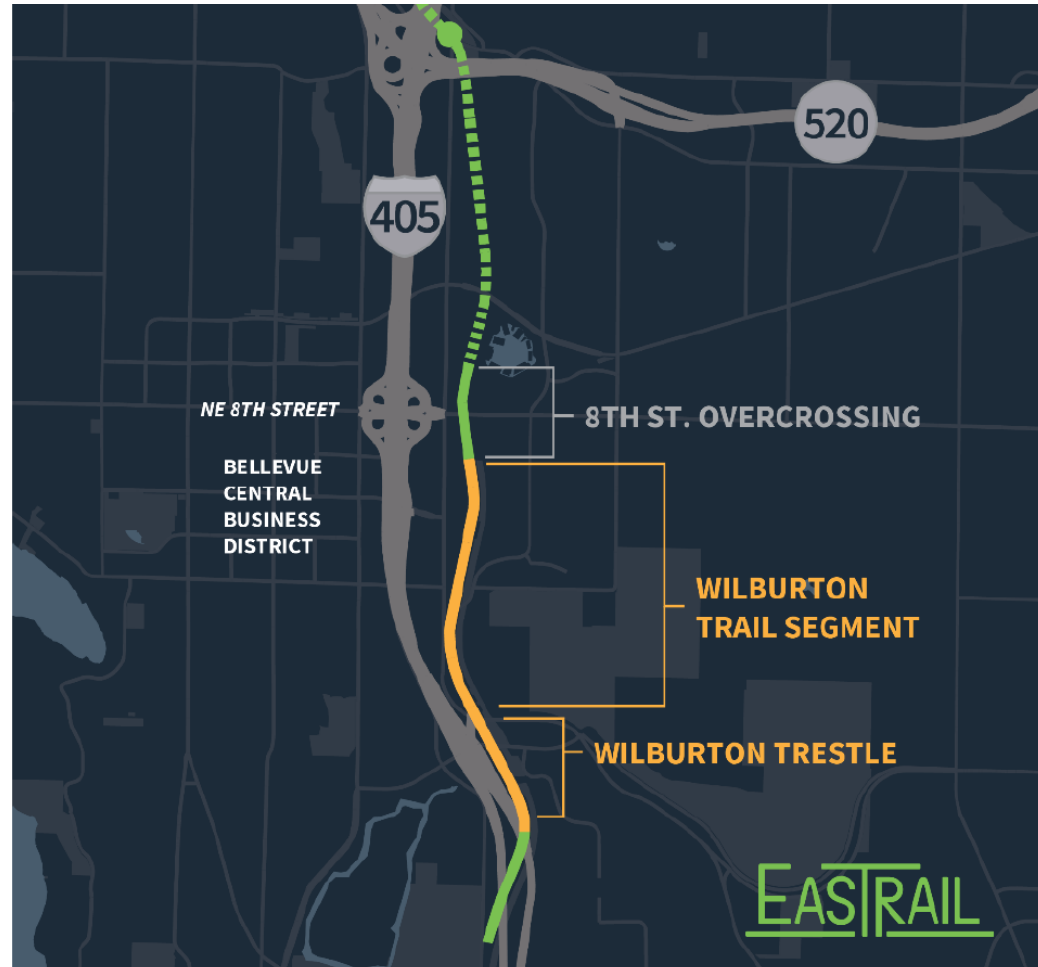 520
405
NE 8TH STREET
8TH ST. OVERCROSSING
BELLEVUE
CENTRAL
BUSINESS
DISTRICT
WILBURTON
TRAIL SEGMENT
WILBURTON TRESTLE
EASTRAIL